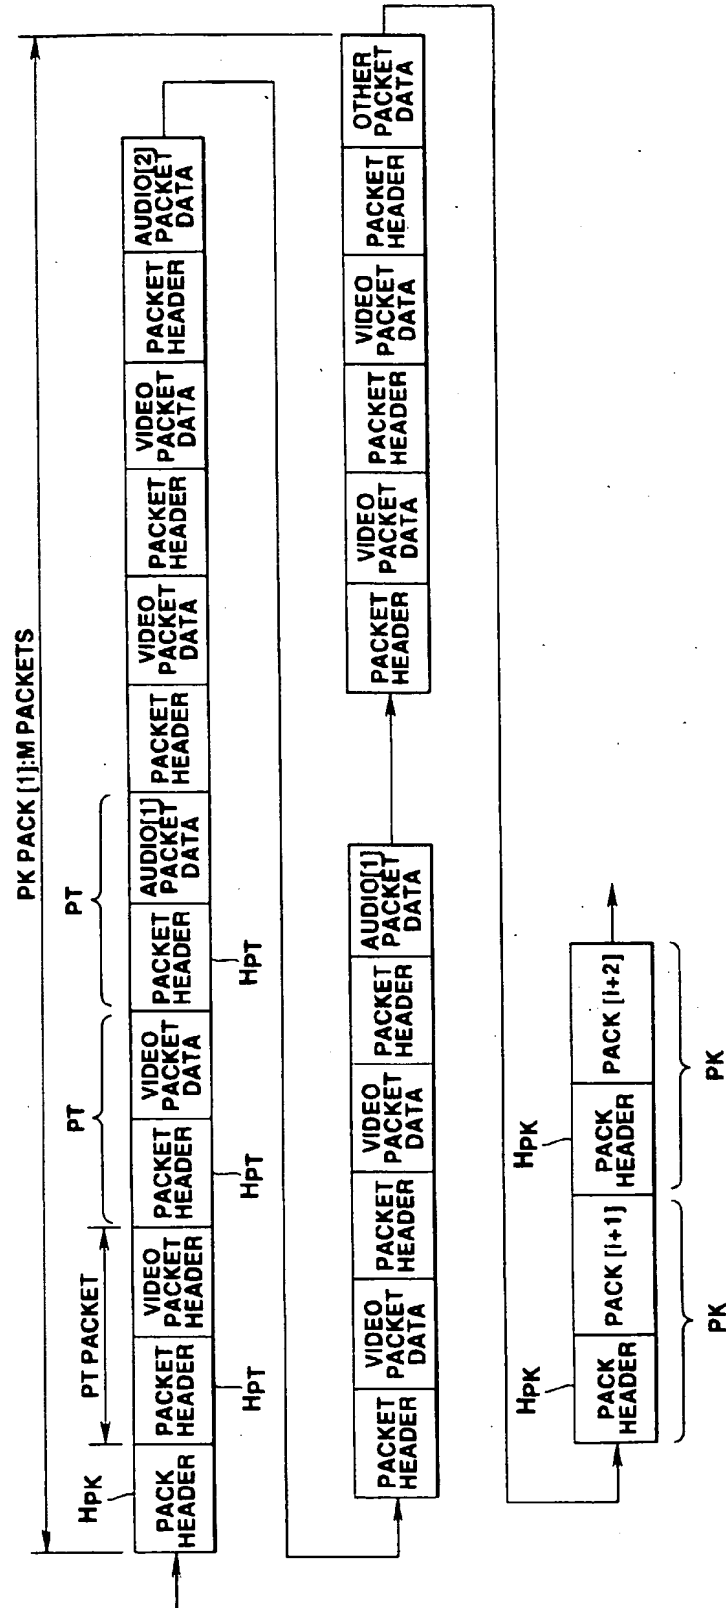 PK PACK [1]:M PACKETS
PT PACKET
PT
PT
HPK
PACK
HEADER
PACKET
HEADER
VIDEO
PACKET
HEADER
PACKET
HEADER
VIDEO
PACKET
DATA
PACKET
HEADER
AUDIO[1]
PACKET
DATA
PACKET
HEADER
VIDEO
PACKET
DATA
PACKET
HEADER
VIDEO
PACKET
DATA
PACKET
HEADER
AUDIO[2]
PACKET
DATA
HPT
HPT
HPT
PACKET
HEADER
VIDEO
PACKET
DATA
PACKET
HEADER
VIDEO
PACKET
DATA
PACKET
HEADER
AUDIO[1]
PACKET
DATA
PACKET
HEADER
VIDEO
PACKET
DATA
PACKET
HEADER
VIDEO
PACKET
DATA
PACKET
HEADER
OTHER
PACKET
DATA
HPK
HPK
PACK
HEADER
PACK [i+1]
PACK
HEADER
PACK [i+2]
PK
PK